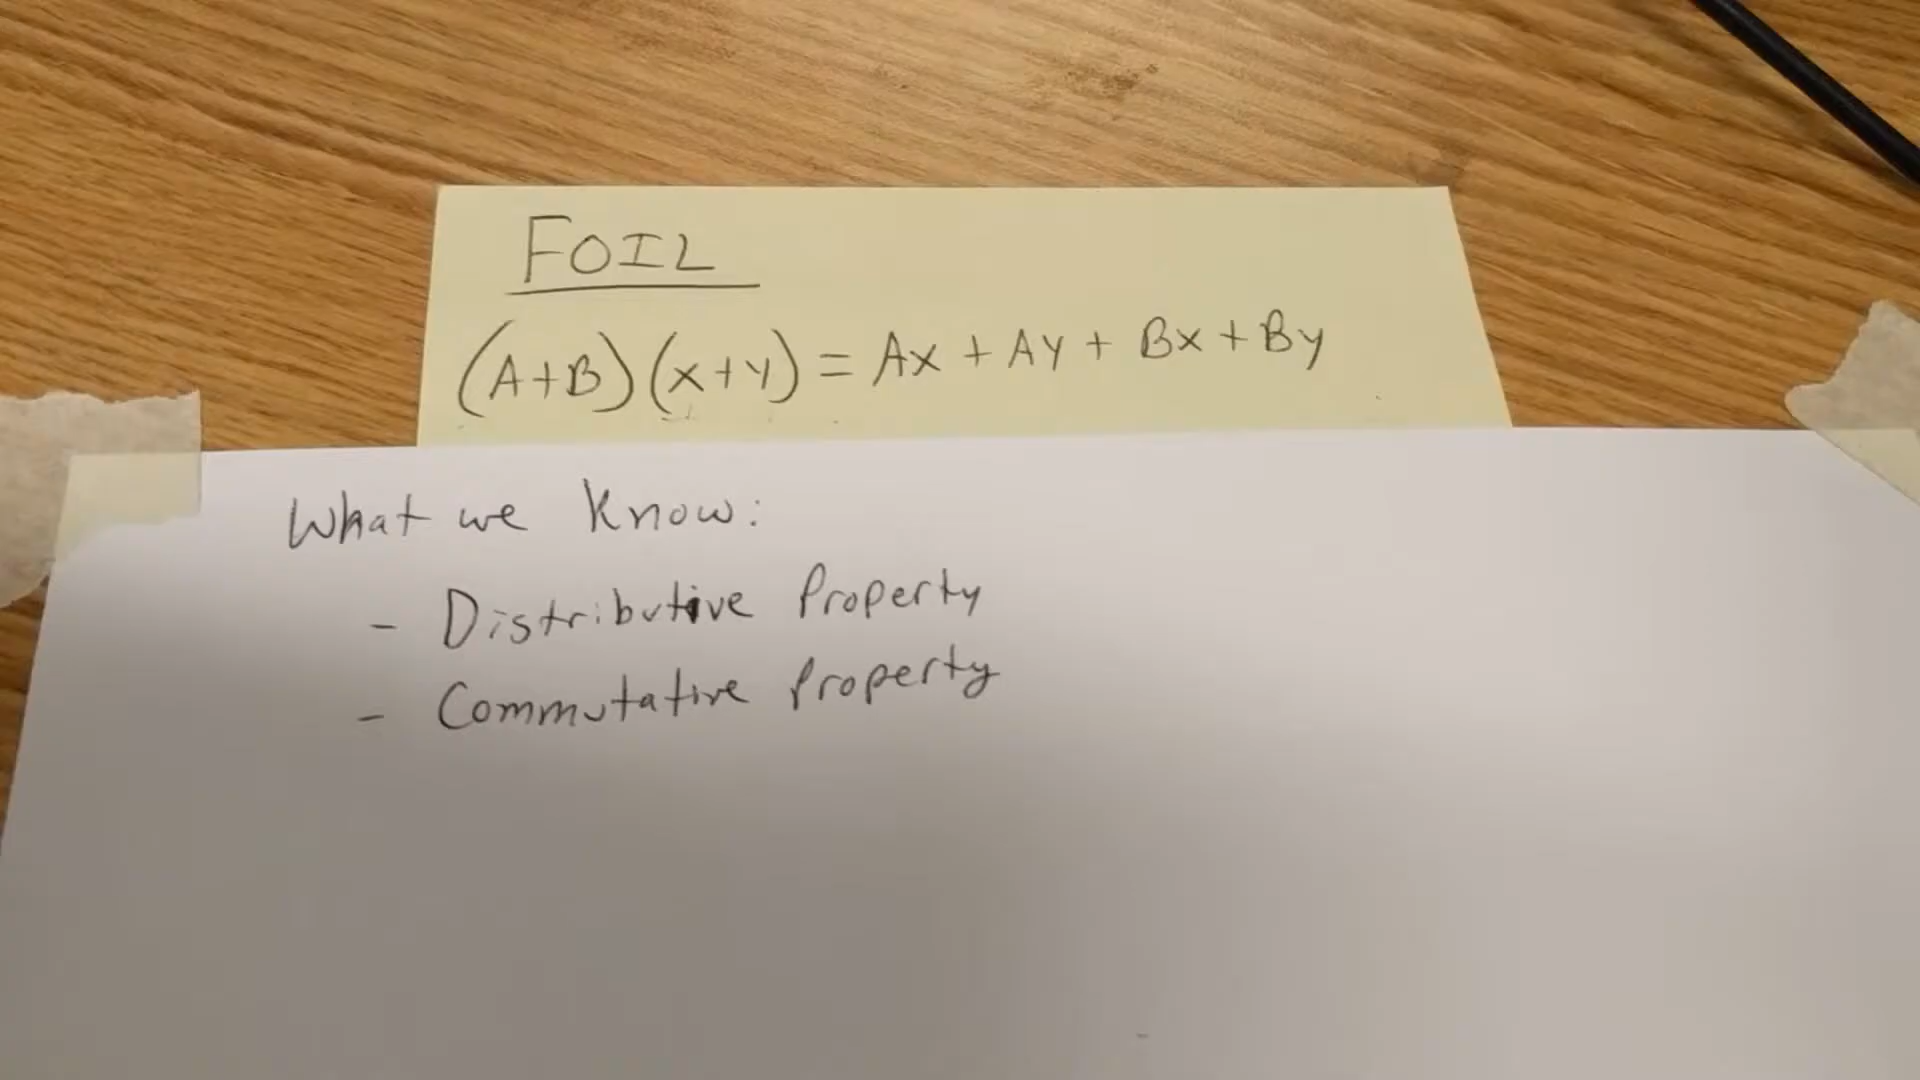 FOIL
(A+B)(x+y) = Ax + Ay + Bx + By
What we know:
- Distributive Property
- Commutative Property